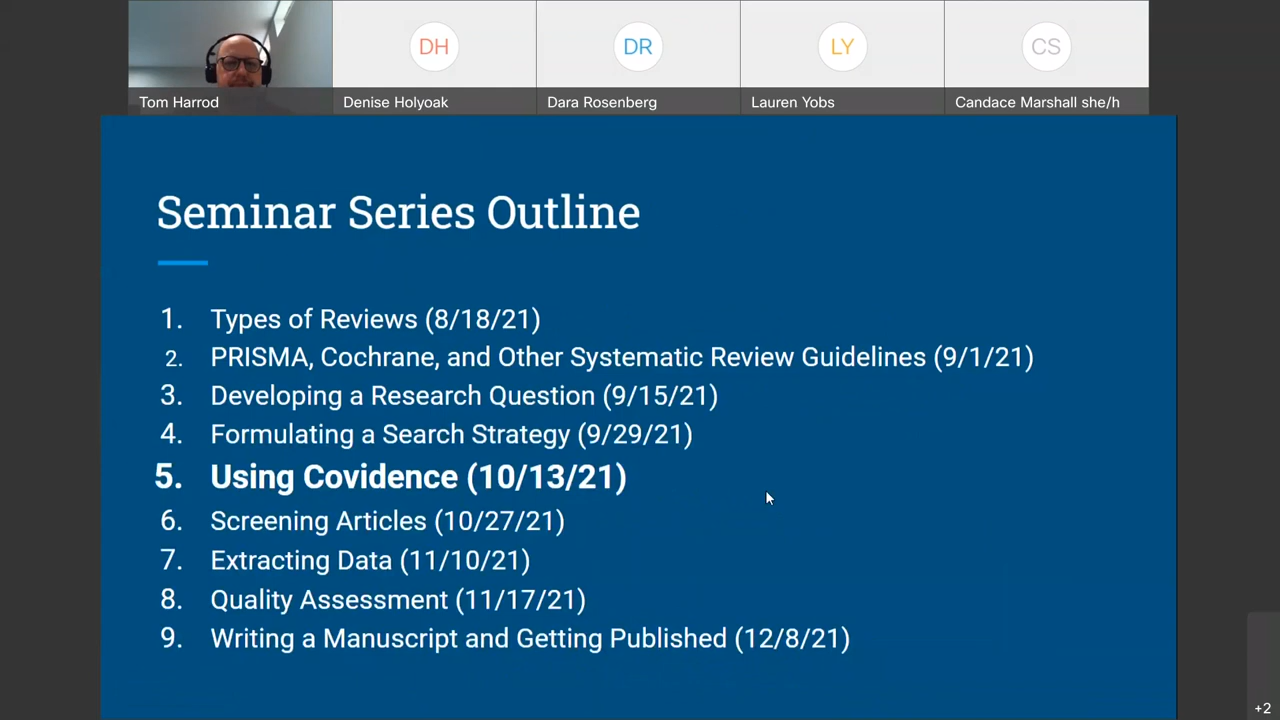 DH
DR
LY
CS
Tom Harrod
Denise Holyoak
Dara Rosenberg
Lauren Yobs
Candace Marshall she/h
Seminar Series Outline
1. Types of Reviews (8/18/21)
2. PRISMA, Cochrane, and Other Systematic Review Guidelines (9/1/21)
3. Developing a Research Question (9/15/21)
4. Formulating a Search Strategy (9/29/21)
5. Using Covidence (10/13/21)
6. Screening Articles (10/27/21)
7. Extracting Data (11/10/21)
8. Quality Assessment (11/17/21)
9. Writing a Manuscript and Getting Published (12/8/21)
+2